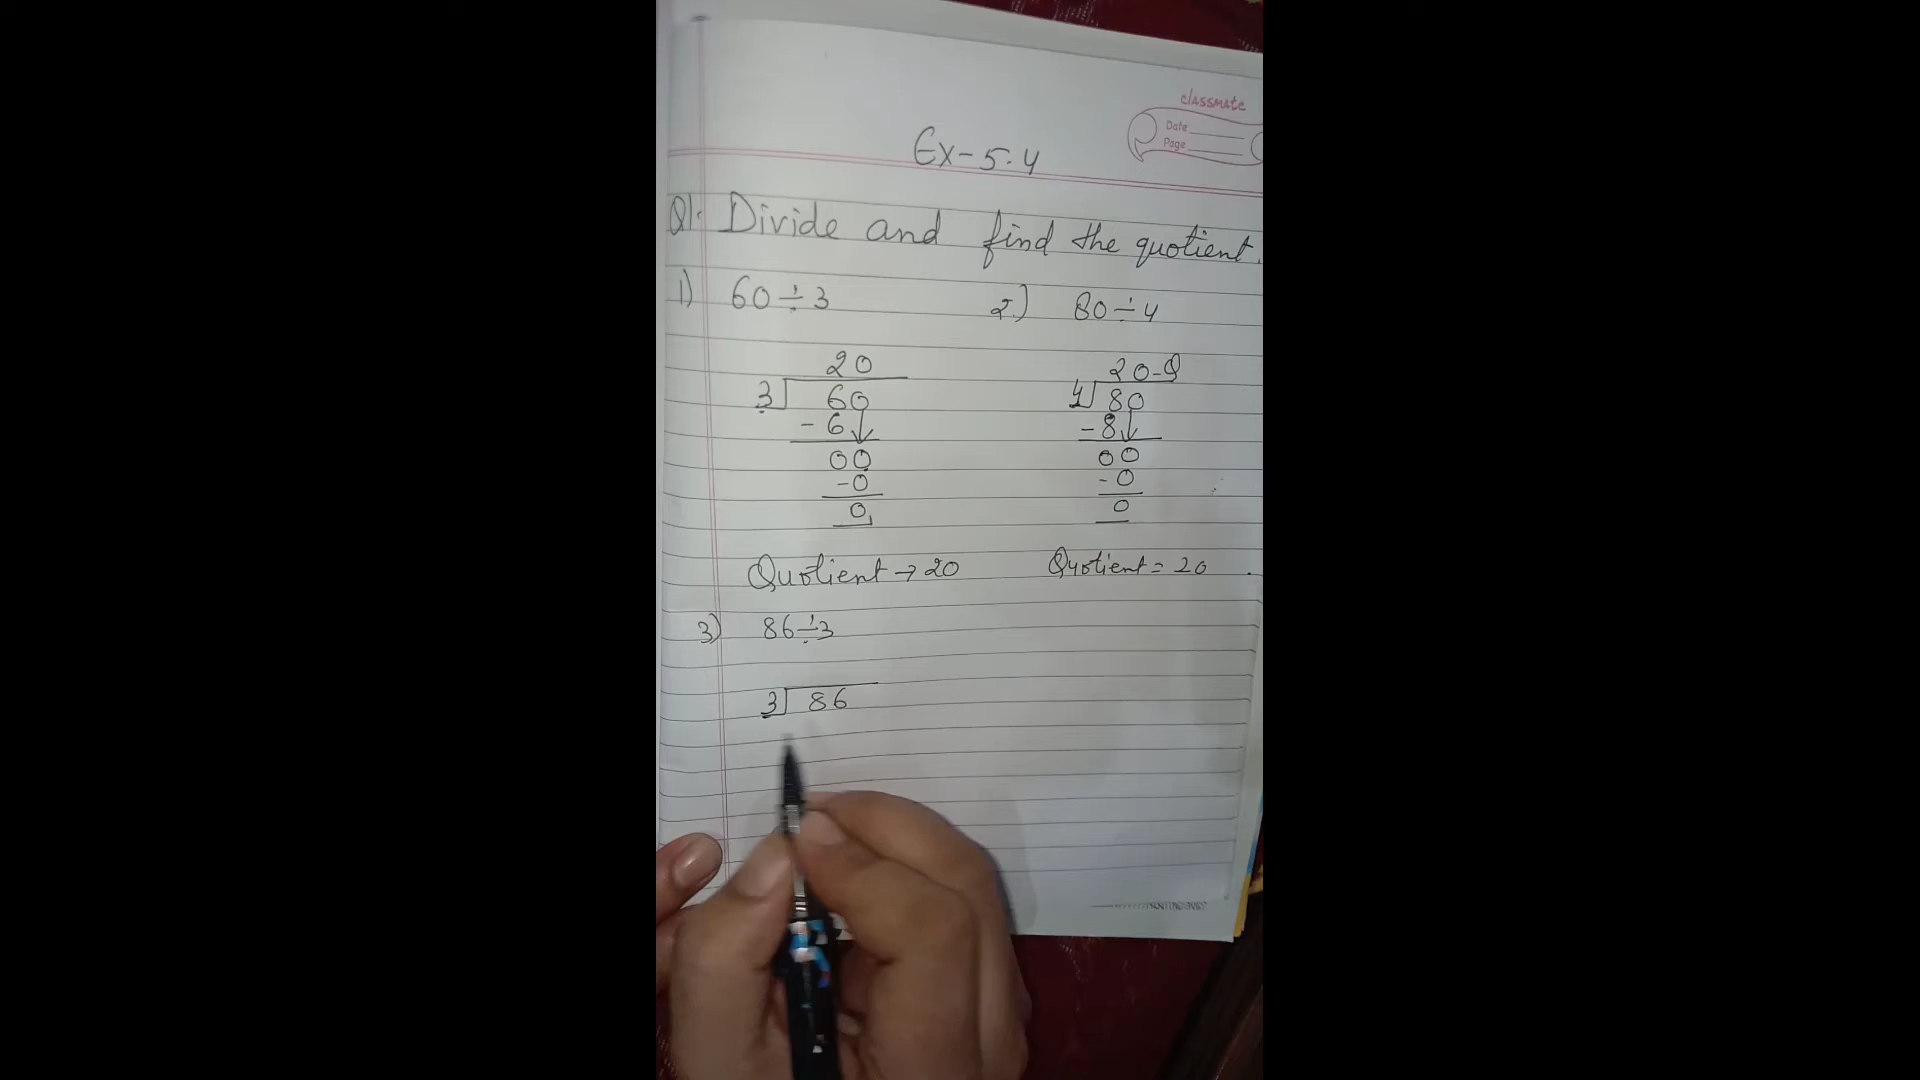 classmate
Date
Page
Ex-5.4
Q1. Divide and find the quotient.
1) 60÷3
2.) 80÷4
20
3 60
-6↓
00
-0
0
20-Q
4 80
-8↓
00
-0
0
Quotient → 20
Quotient = 20
3) 86÷3
3 86